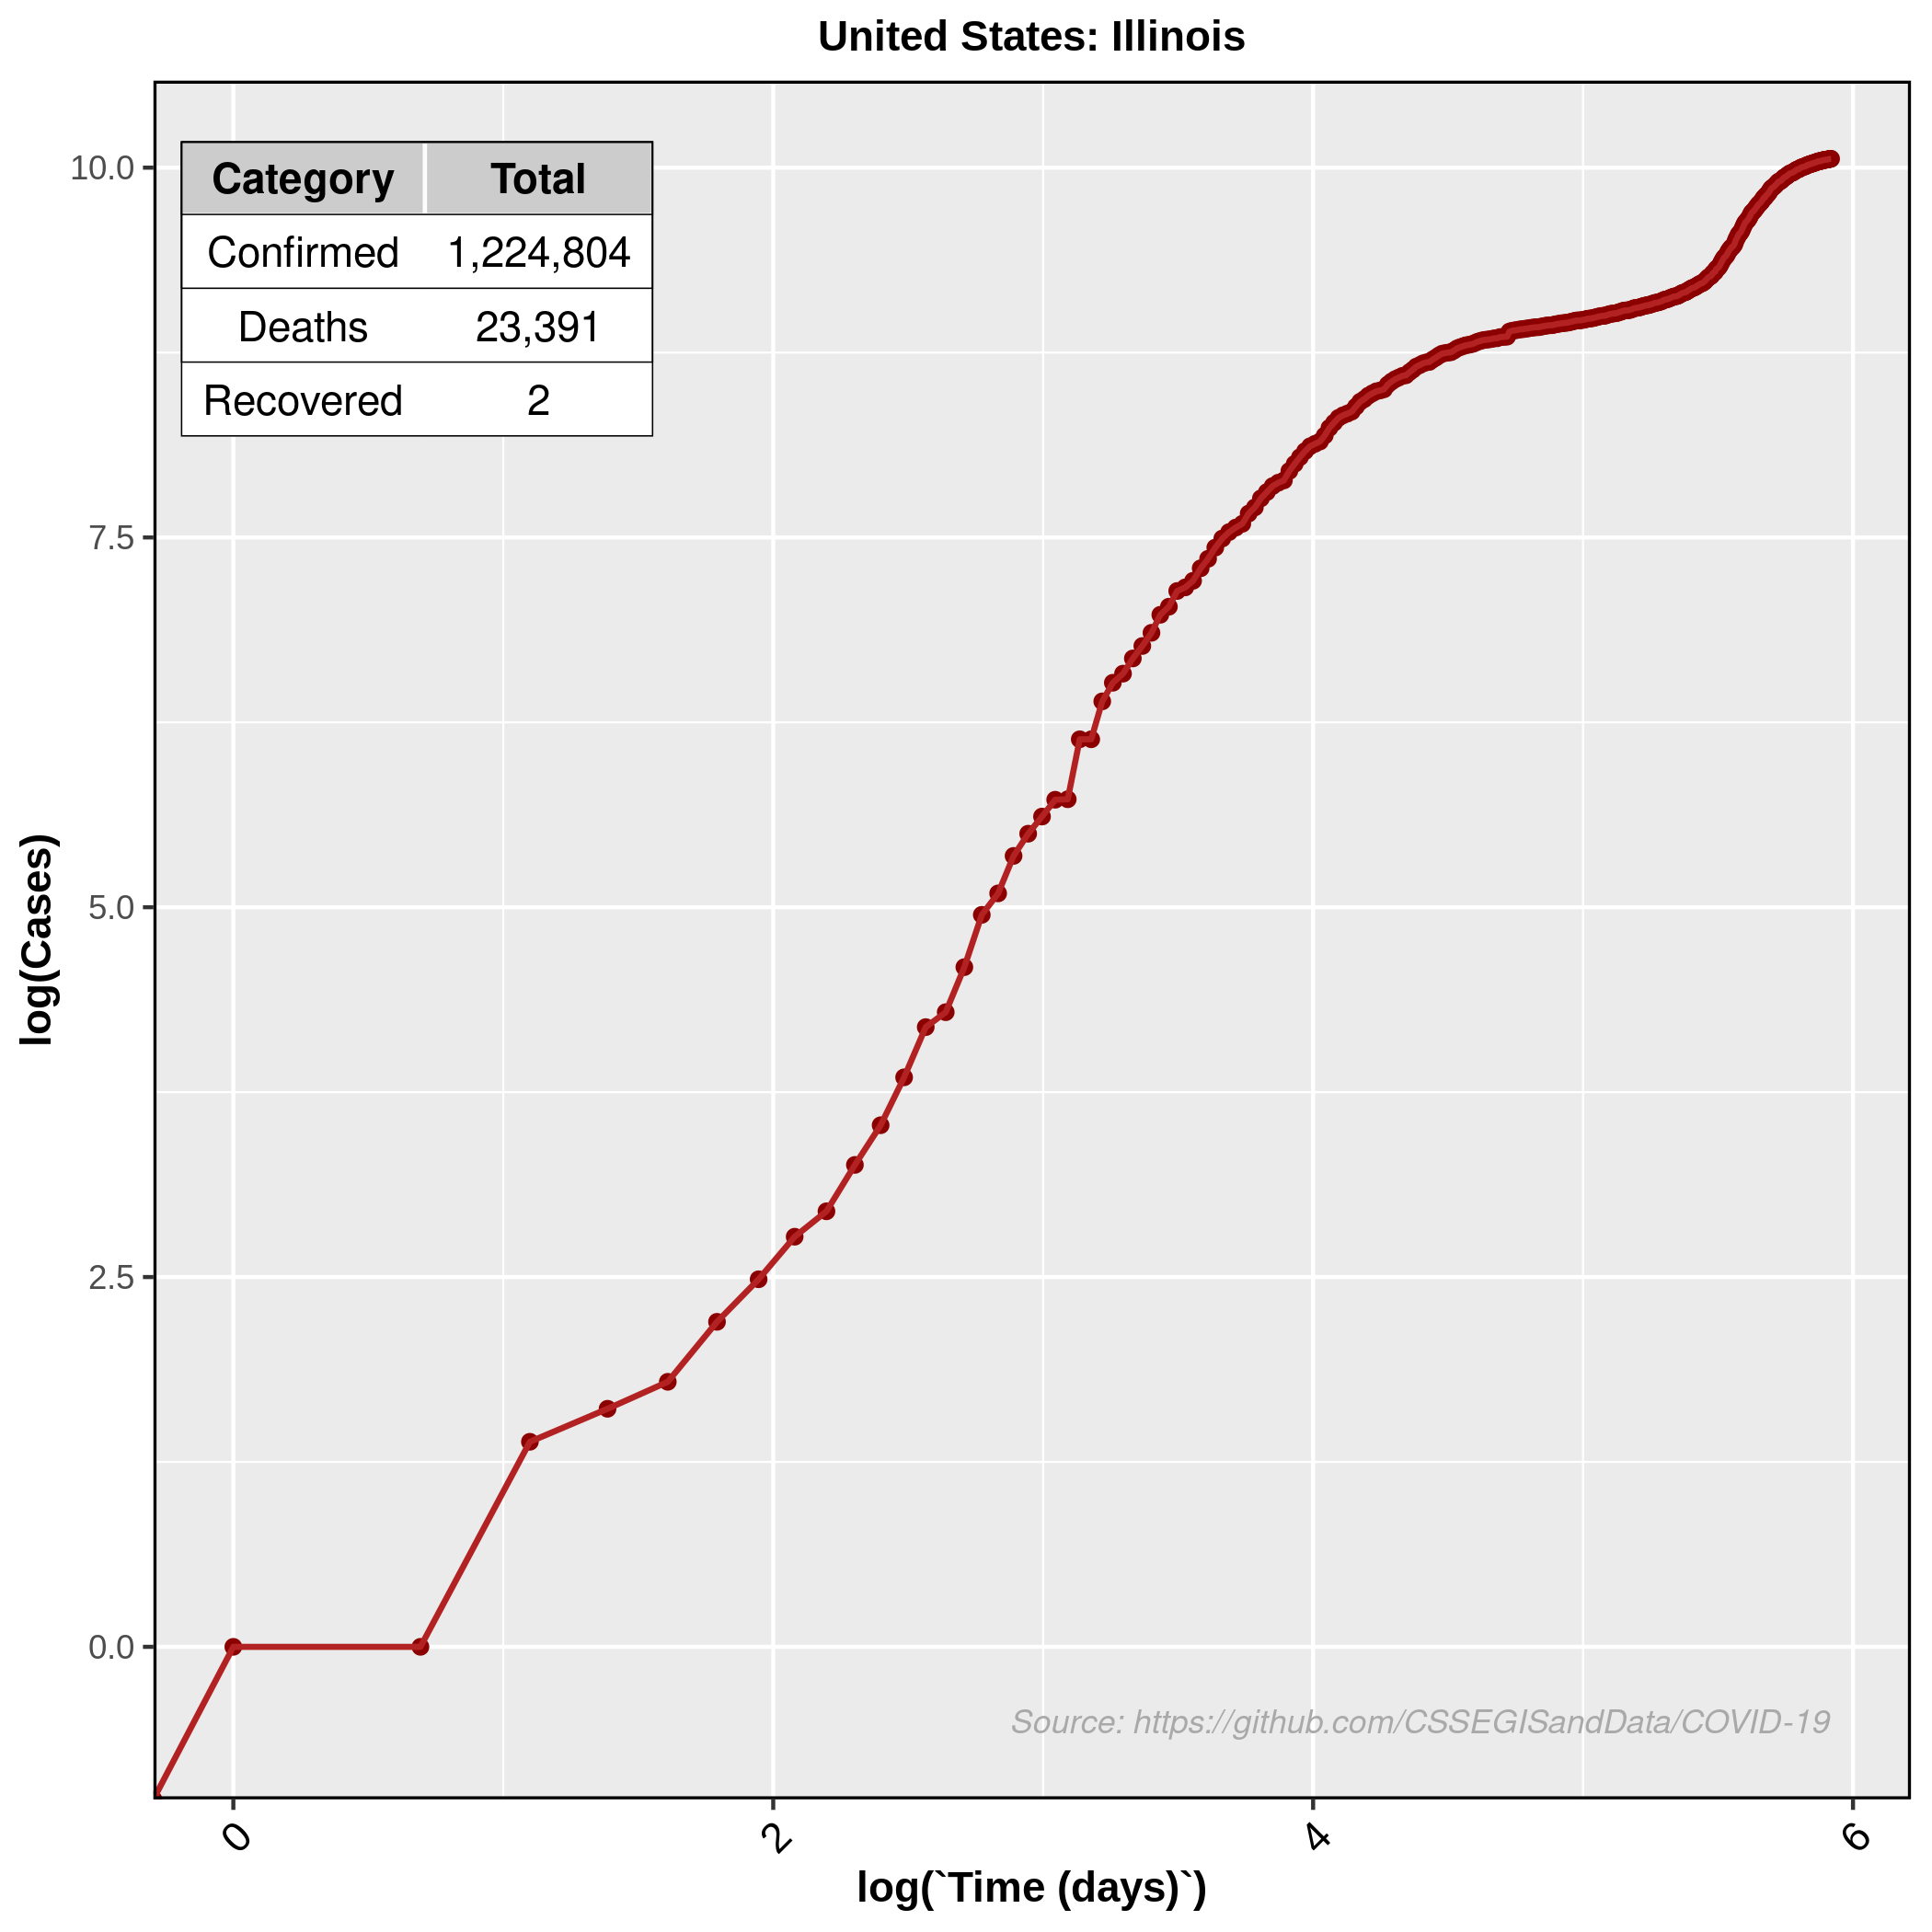 United States: Illinois
Category Total
Confirmed 1,224,804
Deaths 23,391
Recovered 2
10.0
7.5
5.0
2.5
0.0
log(Cases)
Source: https://github.com/CSSEGISandData/COVID-19
0 2 4 6
log(`Time (days)`)